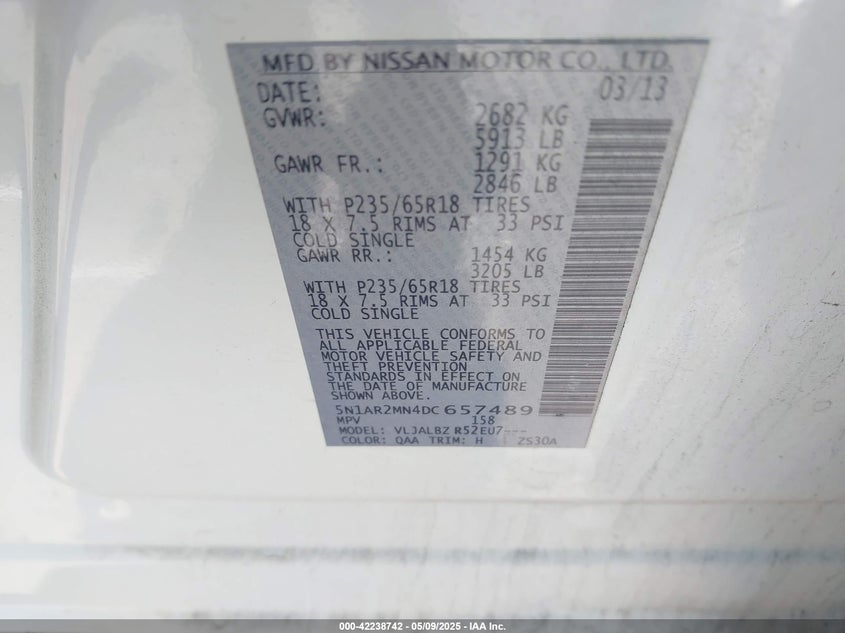 MFD BY NISSAN MOTOR CO., LTD.
DATE: 03/13
GVWR: 2682 KG
5913 LB
GAWR FR.: 1291 KG
2846 LB
WITH P235/65R18 TIRES
18 X 7.5 RIMS AT 33 PSI
COLD SINGLE
GAWR RR.: 1454 KG
3205 LB
WITH P235/65R18 TIRES
18 X 7.5 RIMS AT 33 PSI
COLD SINGLE
THIS VEHICLE CONFORMS TO
ALL APPLICABLE FEDERAL
MOTOR VEHICLE SAFETY AND
THEFT PREVENTION
STANDARDS IN EFFECT ON
THE DATE OF MANUFACTURE
SHOWN ABOVE.
5N1AR2MN4DC657489
MPV 158
MODEL: VLJALBZ R52EU7---
COLOR: QAA TRIM: H ZS30A
000-42238742 - 05/09/2025 - IAA Inc.